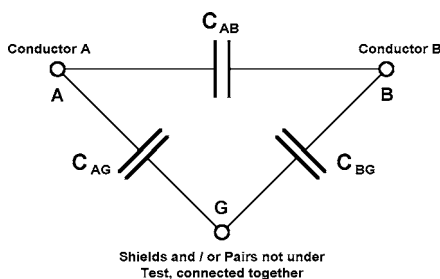 C_AB
Conductor A
Conductor B
A
B
C_AG
C_BG
G
Shields and / or Pairs not under
Test, connected together